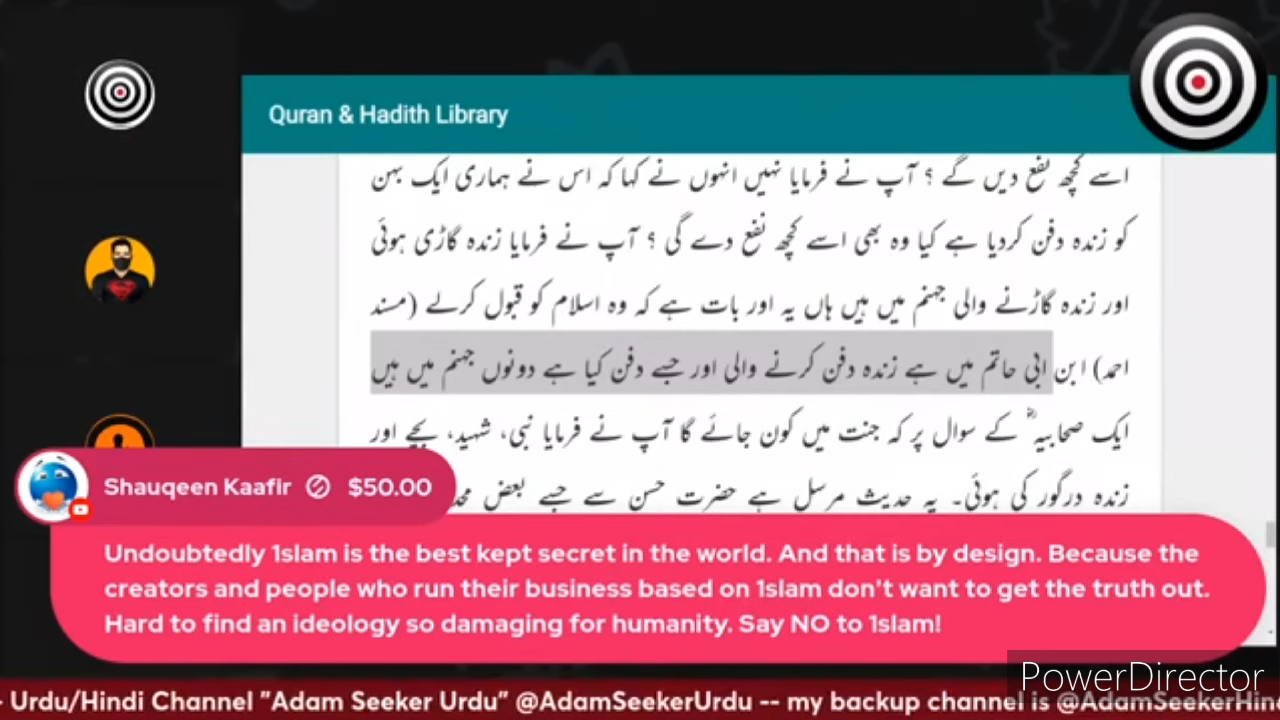 Quran & Hadith Library
اسے کچھ نفع دیں گے ؟ آپ نے فرمایا نہیں انہوں نے کہا کہ اس نے ہماری ایک بہن
کو زندہ دفن کردیا ہے کیا وہ بھی اسے کچھ نفع دے گی ؟ آپ نے فرمایا زندہ گاڑی ہوئی
اور زندہ گاڑنے والی جہنم میں ہیں ہاں یہ اور بات ہے کہ وہ اسلام کو قبول کرلے (مسند
احمد) ابن ابی حاتم میں ہے زندہ دفن کرنے والی اور جسے دفن کیا ہے دونوں جہنم میں ہیں
ایک صحابیہؓ کے سوال پر کہ جنت میں کون جائے گا آپ نے فرمایا نبی، شہید، بچے اور
زندہ درگور کی ہوئی۔ یہ حدیث مرسل ہے حضرت حسن سے جسے بعض
Shauqeen Kaafir $50.00
Undoubtedly 1slam is the best kept secret in the world. And that is by design. Because the
creators and people who run their business based on 1slam don't want to get the truth out.
Hard to find an ideology so damaging for humanity. Say NO to 1slam!
PowerDirector
- Urdu/Hindi Channel "Adam Seeker Urdu" @AdamSeekerUrdu -- my backup channel is @AdamSeekerHin